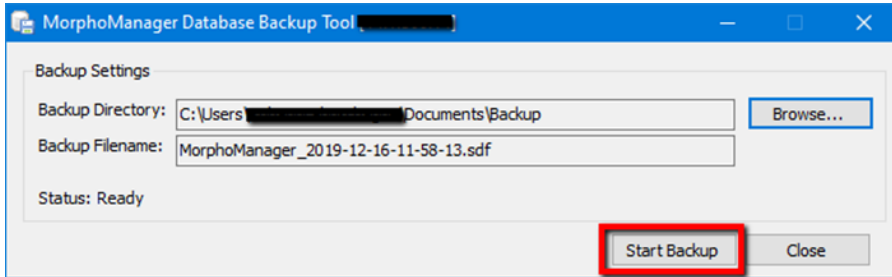 MorphoManager Database Backup Tool [ ]
Backup Settings
Backup Directory: C:\Users\ \Documents\Backup Browse...
Backup Filename: MorphoManager_2019-12-16-11-58-13.sdf
Status: Ready
Start Backup Close